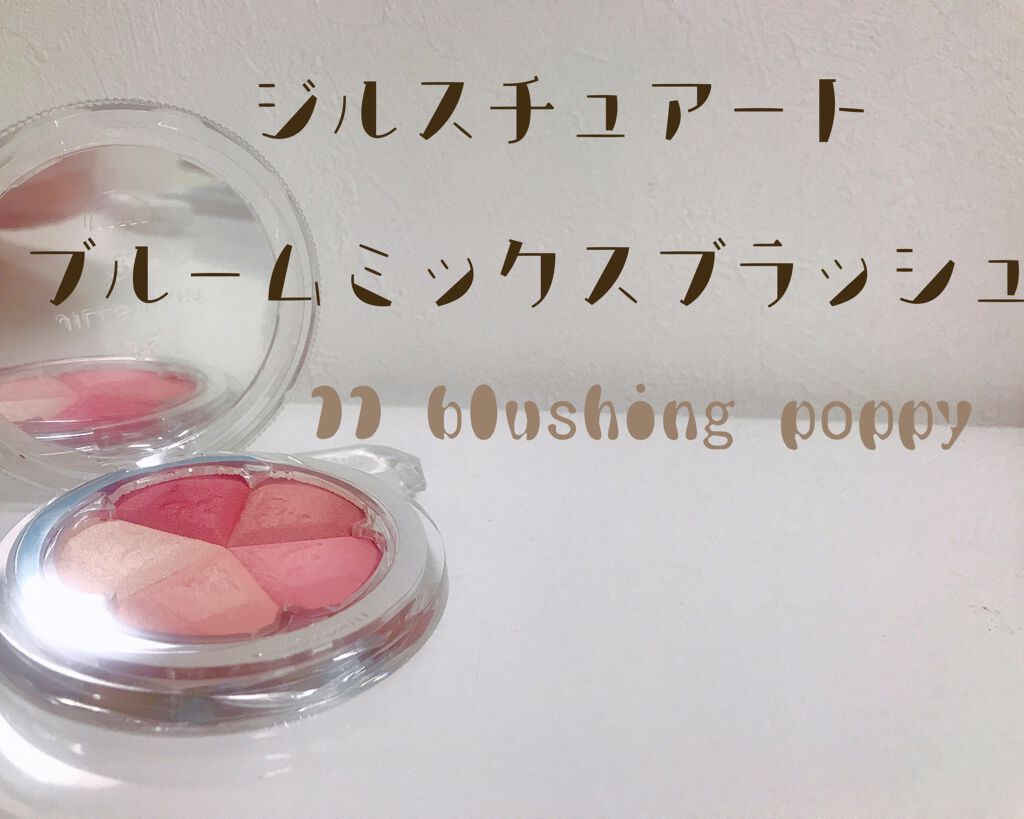 ジルスチュアート
ブルームミックスブラッシュ
11 blushing poppy